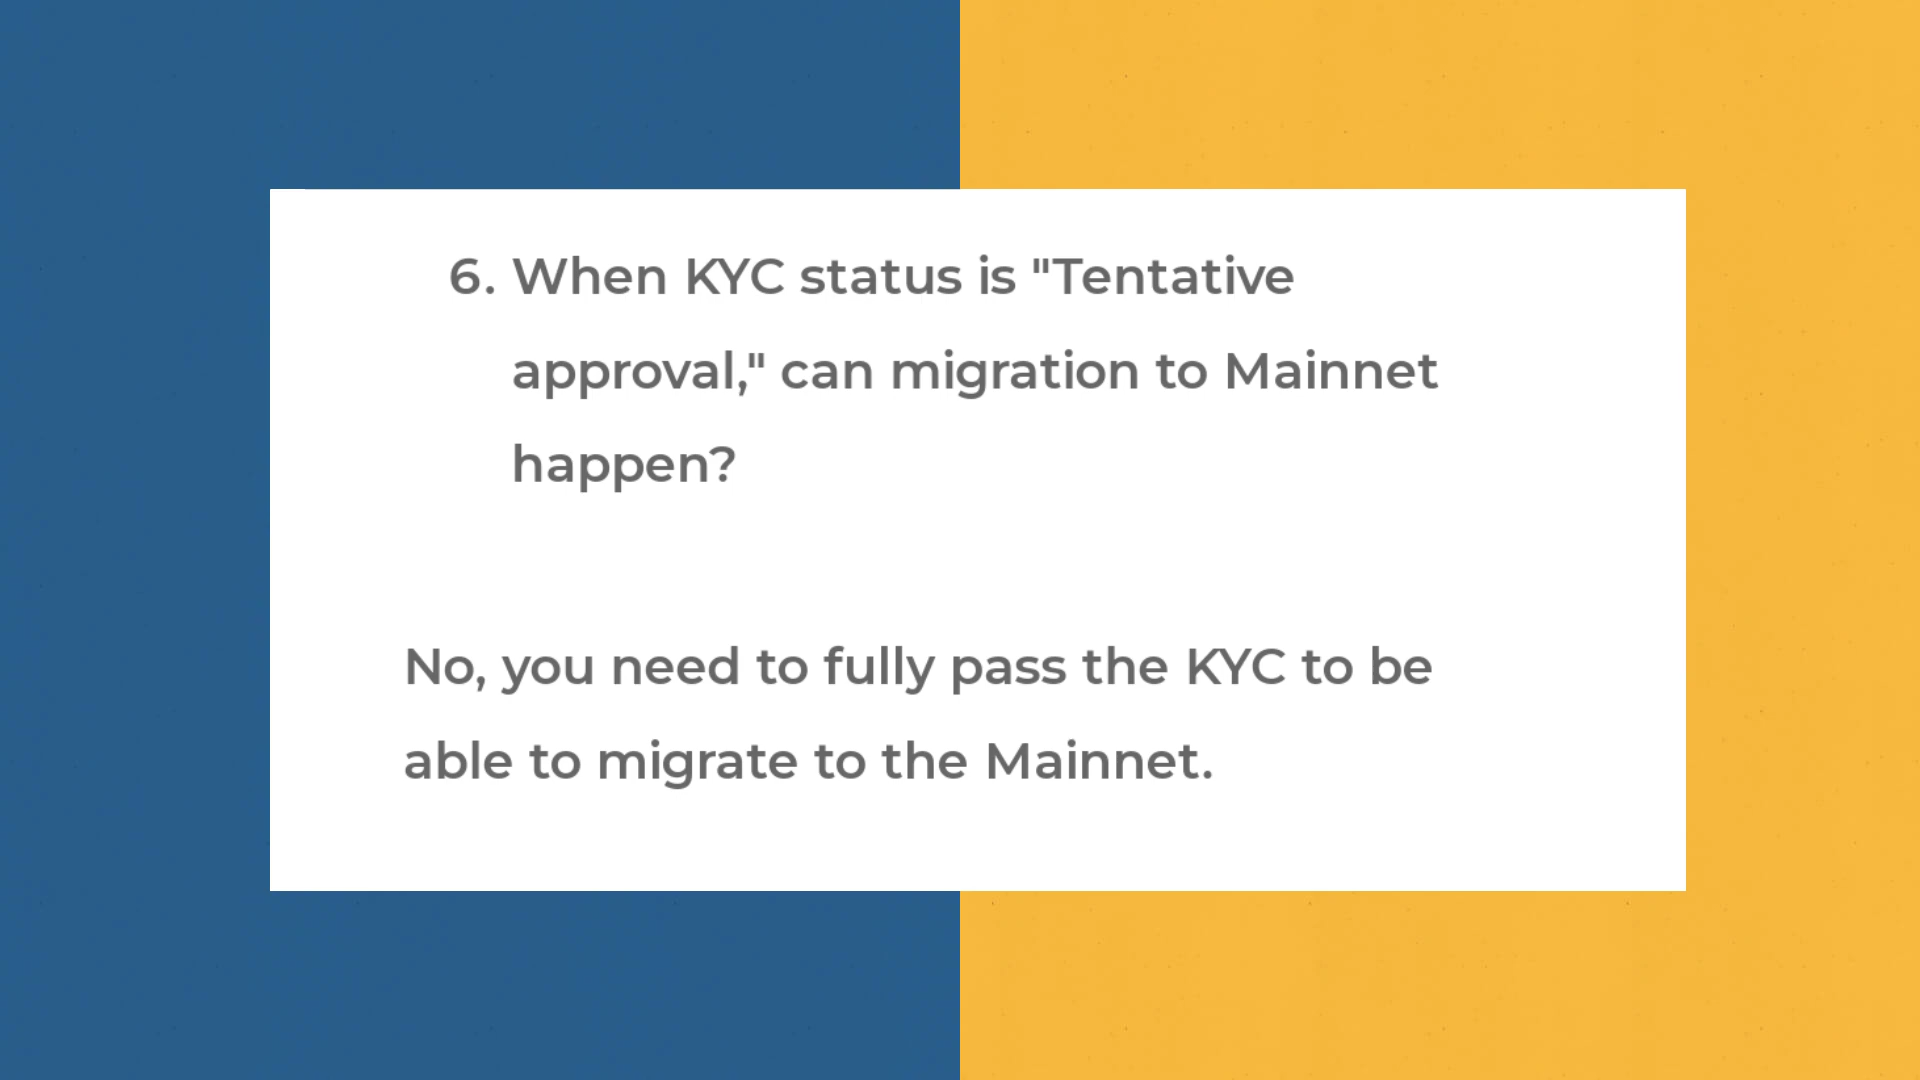 6. When KYC status is "Tentative
approval," can migration to Mainnet
happen?
No, you need to fully pass the KYC to be
able to migrate to the Mainnet.